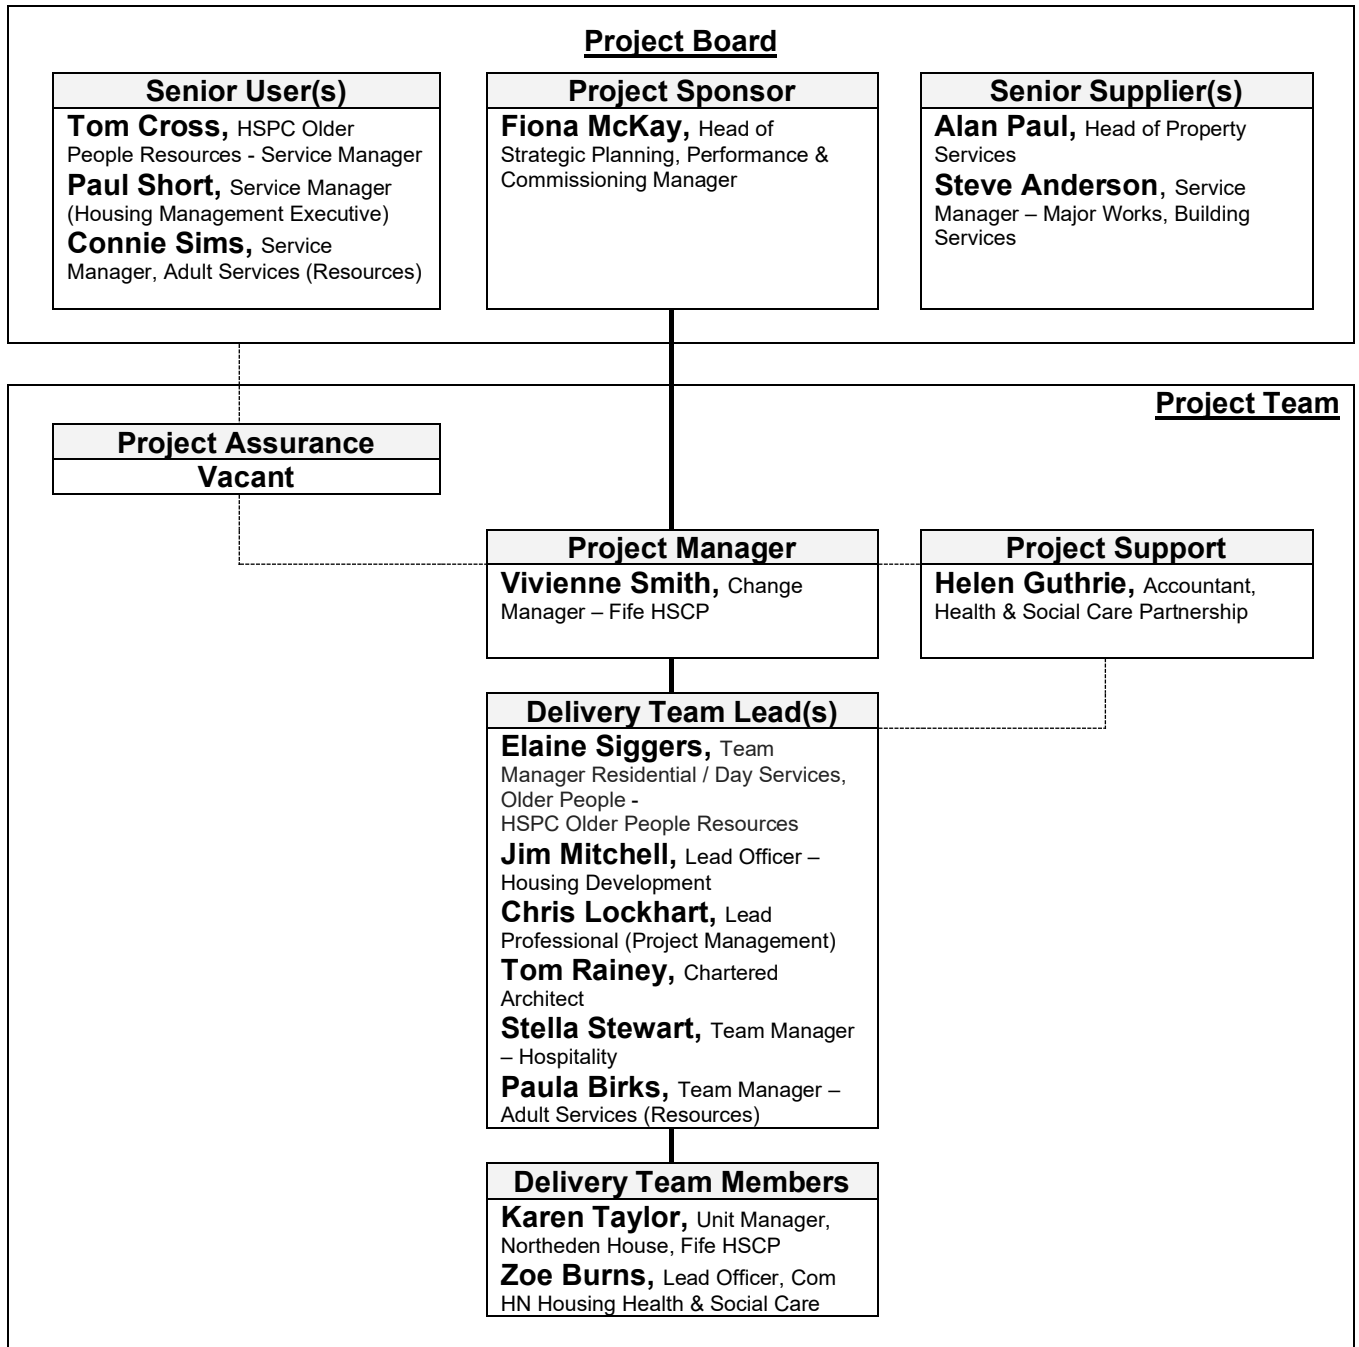 Project Board
Senior User(s)
Tom Cross, HSPC Older
People Resources - Service Manager
Paul Short, Service Manager
(Housing Management Executive)
Connie Sims, Service
Manager, Adult Services (Resources)
Project Sponsor
Fiona McKay, Head of
Strategic Planning, Performance &
Commissioning Manager
Senior Supplier(s)
Alan Paul, Head of Property
Services
Steve Anderson, Service
Manager – Major Works, Building
Services
Project Team
Project Assurance
Vacant
Project Manager
Vivienne Smith, Change
Manager – Fife HSCP
Project Support
Helen Guthrie, Accountant,
Health & Social Care Partnership
Delivery Team Lead(s)
Elaine Siggers, Team
Manager Residential / Day Services,
Older People -
HSPC Older People Resources
Jim Mitchell, Lead Officer –
Housing Development
Chris Lockhart, Lead
Professional (Project Management)
Tom Rainey, Chartered
Architect
Stella Stewart, Team Manager
– Hospitality
Paula Birks, Team Manager –
Adult Services (Resources)
Delivery Team Members
Karen Taylor, Unit Manager,
Northeden House, Fife HSCP
Zoe Burns, Lead Officer, Com
HN Housing Health & Social Care